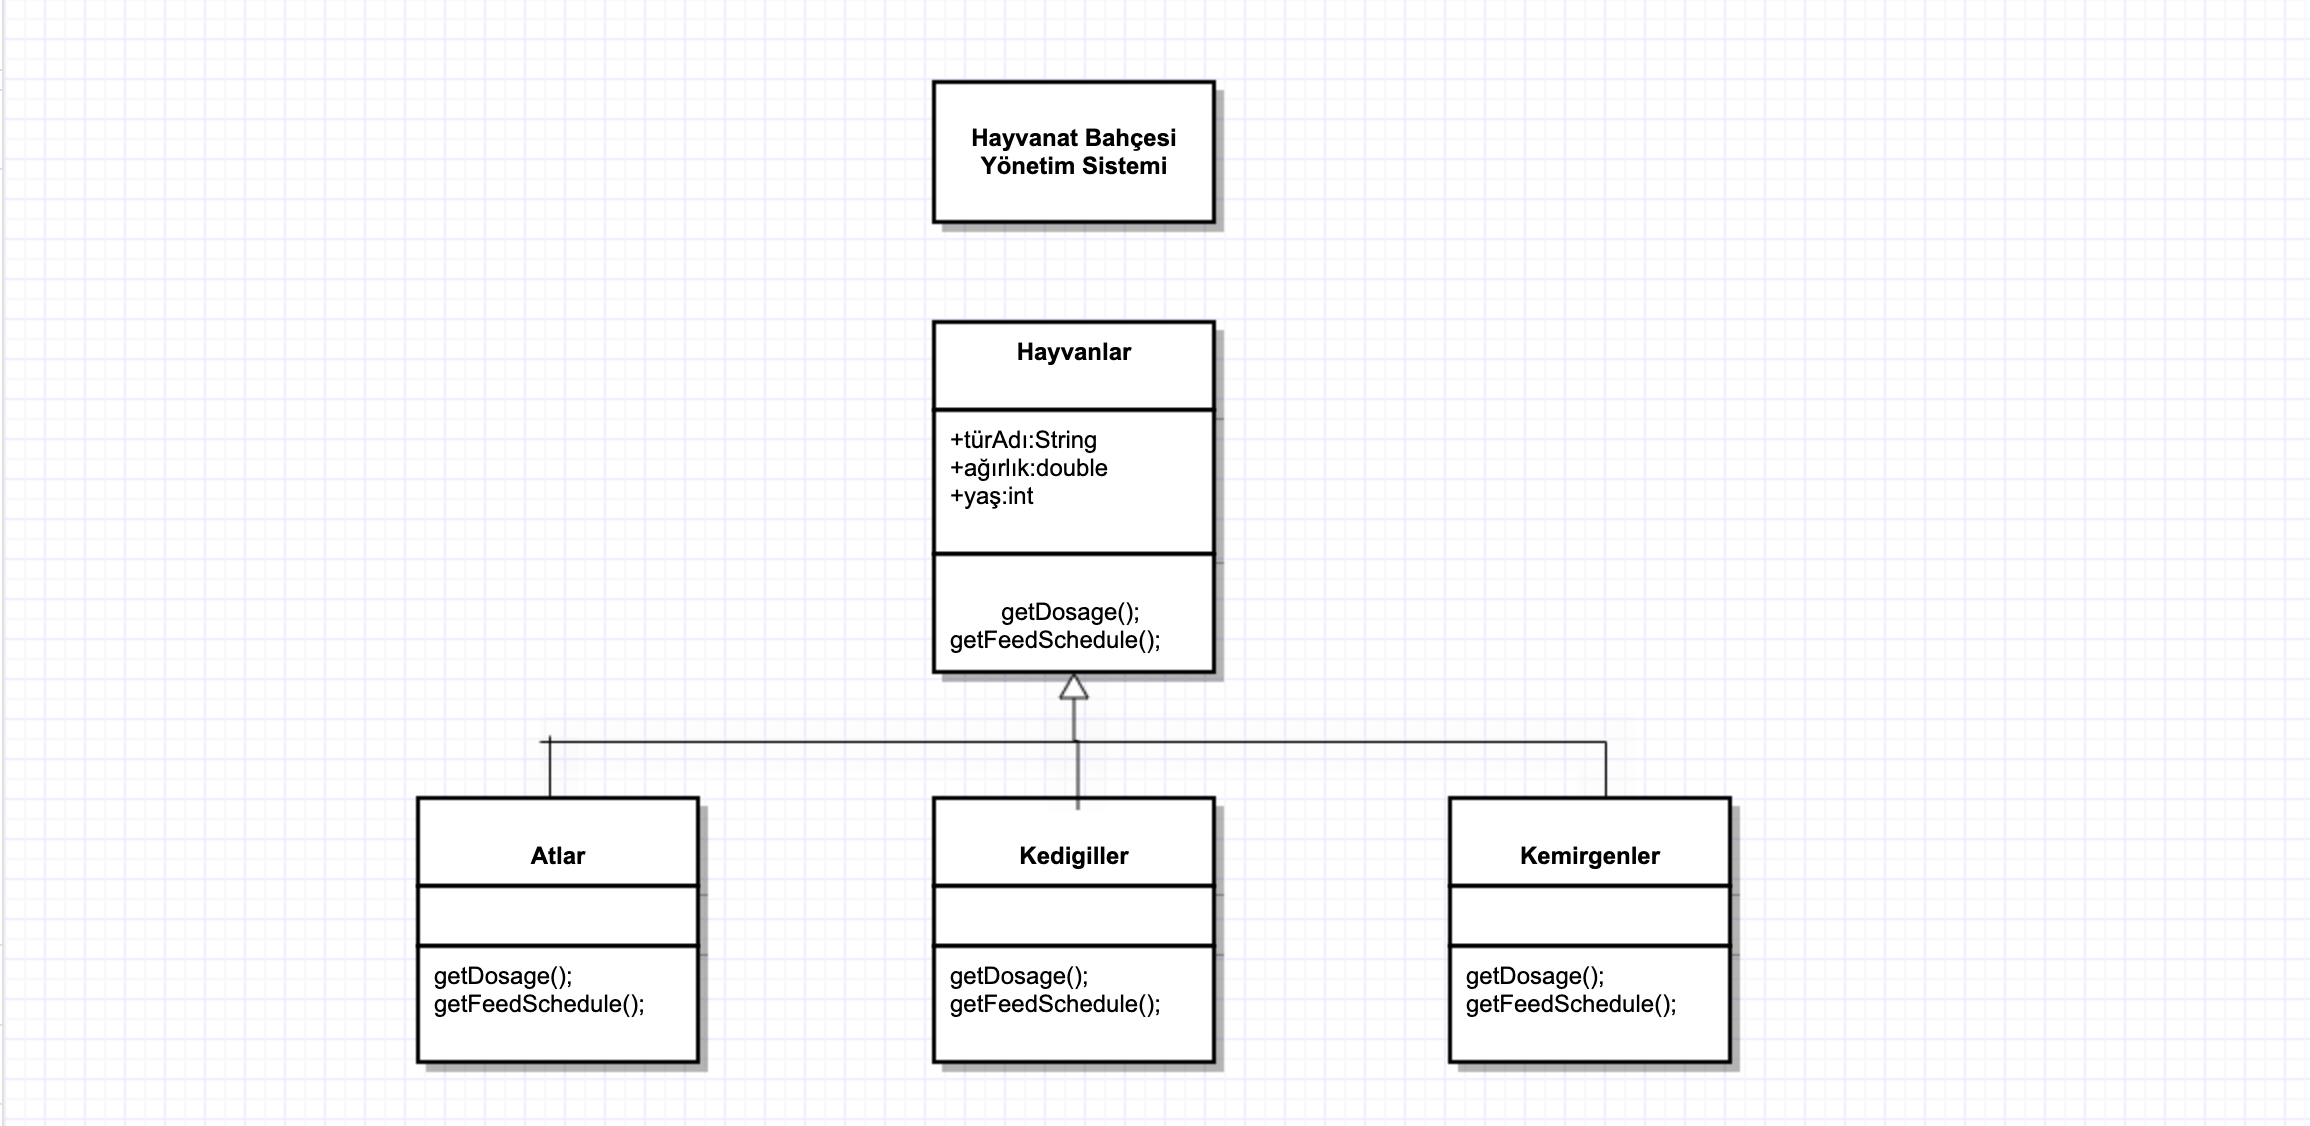 Hayvanat Bahçesi
Yönetim Sistemi
Hayvanlar
+türAdı:String
+ağırlık:double
+yaş:int
getDosage();
getFeedSchedule();
Atlar
getDosage();
getFeedSchedule();
Kedigiller
getDosage();
getFeedSchedule();
Kemirgenler
getDosage();
getFeedSchedule();